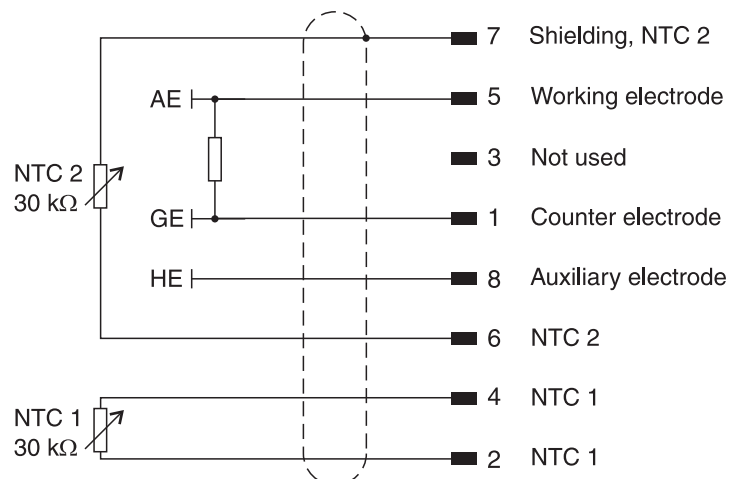 7 Shielding, NTC 2
AE 5 Working electrode
3 Not used
NTC 2
30 kΩ
GE 1 Counter electrode
HE 8 Auxiliary electrode
6 NTC 2
4 NTC 1
NTC 1
30 kΩ
2 NTC 1